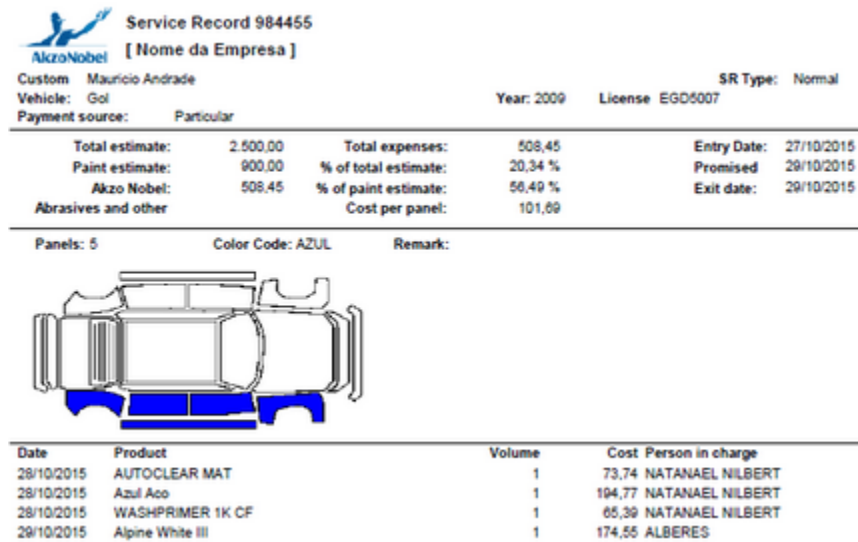 AkzoNobel
Service Record 984455
[ Nome da Empresa ]
Custom Mauricio Andrade SR Type: Normal
Vehicle: Gol Year: 2009 License EGD5007
Payment source: Particular
Total estimate: 2.500,00 Total expenses: 508,45 Entry Date: 27/10/2015
Paint estimate: 900,00 % of total estimate: 20,34 % Promised 29/10/2015
Akzo Nobel: 508,45 % of paint estimate: 56,49 % Exit date: 29/10/2015
Abrasives and other Cost per panel: 101,69
Panels: 5 Color Code: AZUL Remark:
Date Product Volume Cost Person in charge
28/10/2015 AUTOCLEAR MAT 1 73,74 NATANAEL NILBERT
28/10/2015 Azul Aco 1 194,77 NATANAEL NILBERT
28/10/2015 WASHPRIMER 1K CF 1 65,39 NATANAEL NILBERT
29/10/2015 Alpine White III 1 174,55 ALBERES